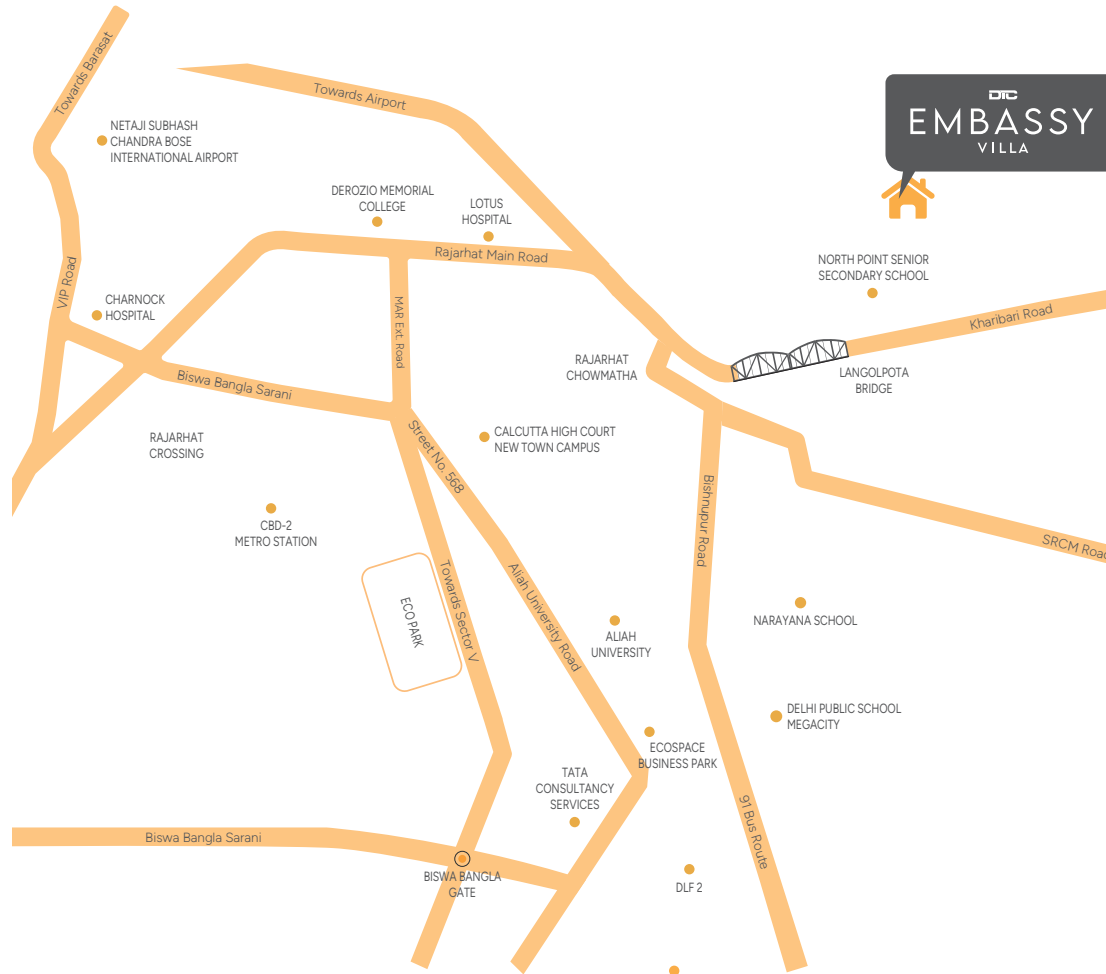 Towards Barasat
Towards Airport
DTC
EMBASSY
VILLA
NETAJI SUBHASH
CHANDRA BOSE
INTERNATIONAL AIRPORT
DEROZIO MEMORIAL
COLLEGE
LOTUS
HOSPITAL
Rajarhat Main Road
NORTH POINT SENIOR
SECONDARY SCHOOL
VIP Road
CHARNOCK
HOSPITAL
MAR Ext. Road
Kharibari Road
RAJARHAT
CHOWMATHA
LANGOLPOTA
BRIDGE
Biswa Bangla Sarani
RAJARHAT
CROSSING
Street No. 568
CALCUTTA HIGH COURT
NEW TOWN CAMPUS
Bishnupur Road
CBD-2
METRO STATION
SRCM Road
ECO PARK
Towards Sector V
Aliah University Road
ALIAH
UNIVERSITY
NARAYANA SCHOOL
DELHI PUBLIC SCHOOL
MEGACITY
ECOSPACE
BUSINESS PARK
TATA
CONSULTANCY
SERVICES
91 Bus Route
Biswa Bangla Sarani
BISWA BANGLA
GATE
DLF 2